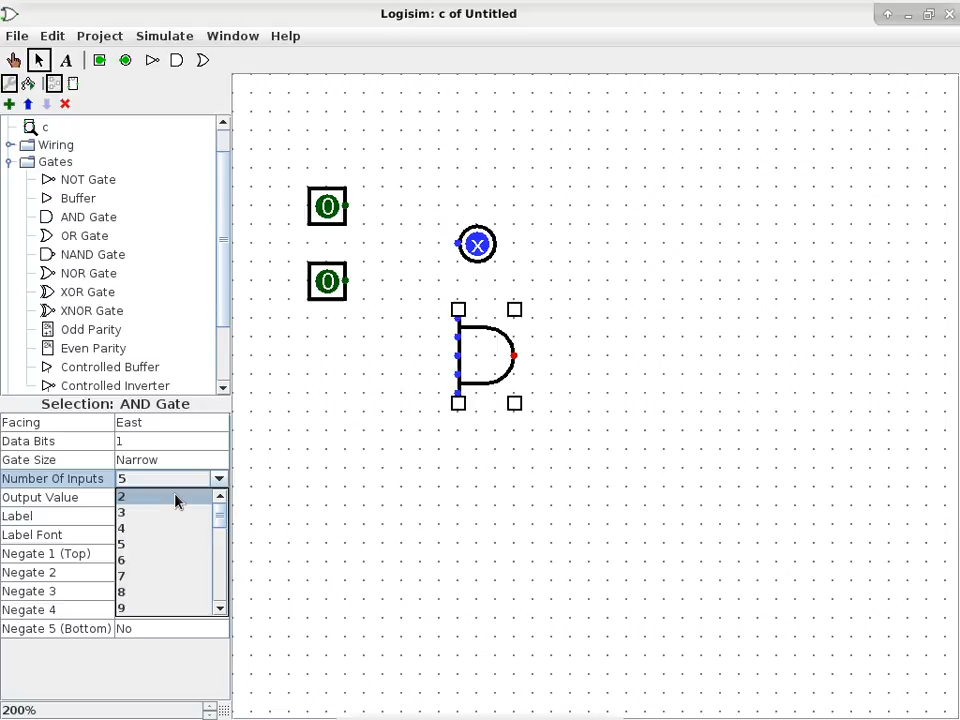 Logisim: c of Untitled
File Edit Project Simulate Window Help
A
c
Wiring
Gates
NOT Gate
Buffer
AND Gate
OR Gate
NAND Gate
NOR Gate
XOR Gate
XNOR Gate
Odd Parity
Even Parity
Controlled Buffer
Controlled Inverter
Selection: AND Gate
Facing East
Data Bits 1
Gate Size Narrow
Number Of Inputs 5
Output Value 2
3
Label
4
Label Font
5
Negate 1 (Top)
6
Negate 2
7
Negate 3
8
Negate 4 9
Negate 5 (Bottom) No
200%
0
x
0